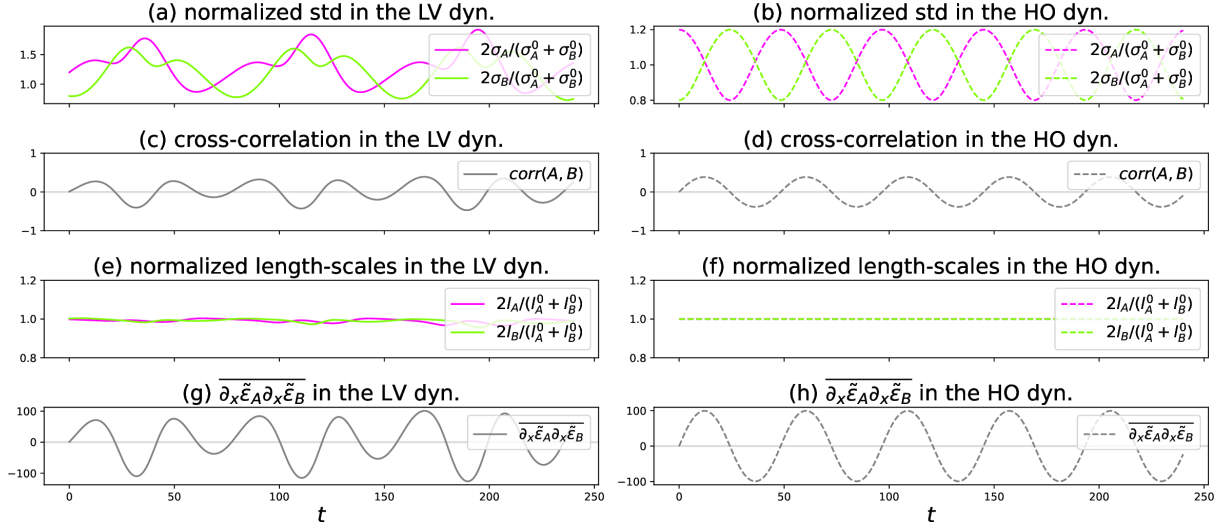 (a) normalized std in the LV dyn.
1.5
1.0
2σ_A/(σ_A^0 + σ_B^0)
2σ_B/(σ_A^0 + σ_B^0)
(b) normalized std in the HO dyn.
1.2
1.0
0.8
2σ_A/(σ_A^0 + σ_B^0)
2σ_B/(σ_A^0 + σ_B^0)
(c) cross-correlation in the LV dyn.
1
0
−1
corr(A, B)
(d) cross-correlation in the HO dyn.
1
0
−1
corr(A, B)
(e) normalized length-scales in the LV dyn.
1.2
1.0
0.8
2l_A/(l_A^0 + l_B^0)
2l_B/(l_A^0 + l_B^0)
(f) normalized length-scales in the HO dyn.
1.2
1.0
0.8
2l_A/(l_A^0 + l_B^0)
2l_B/(l_A^0 + l_B^0)
(g) \overline{∂_x ε̃_A ∂_x ε̃_B} in the LV dyn.
100
0
−100
\overline{∂_x ε̃_A ∂_x ε̃_B}
0 50 100 150 200 250
t
(h) \overline{∂_x ε̃_A ∂_x ε̃_B} in the HO dyn.
100
0
−100
\overline{∂_x ε̃_A ∂_x ε̃_B}
0 50 100 150 200 250
t